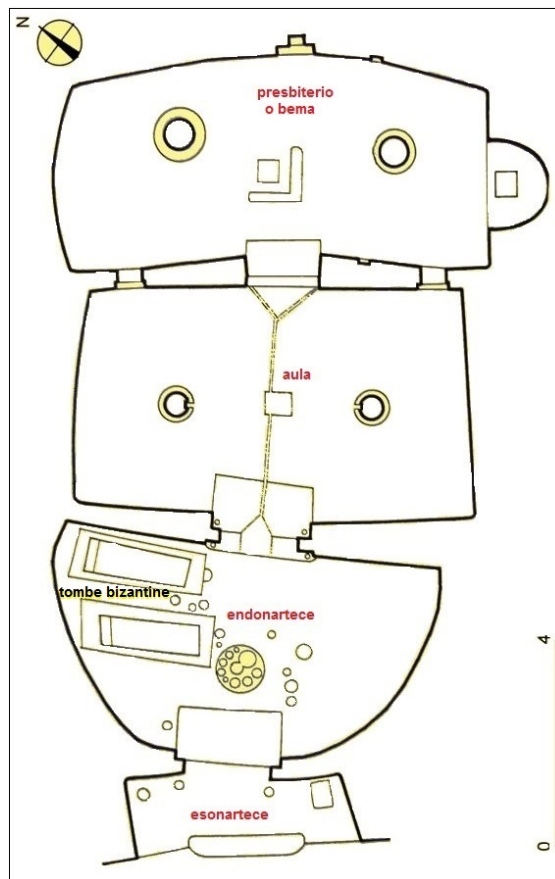 N
presbiterio
o bema
aula
tombe bizantine
endonartece
esonartece
4
0